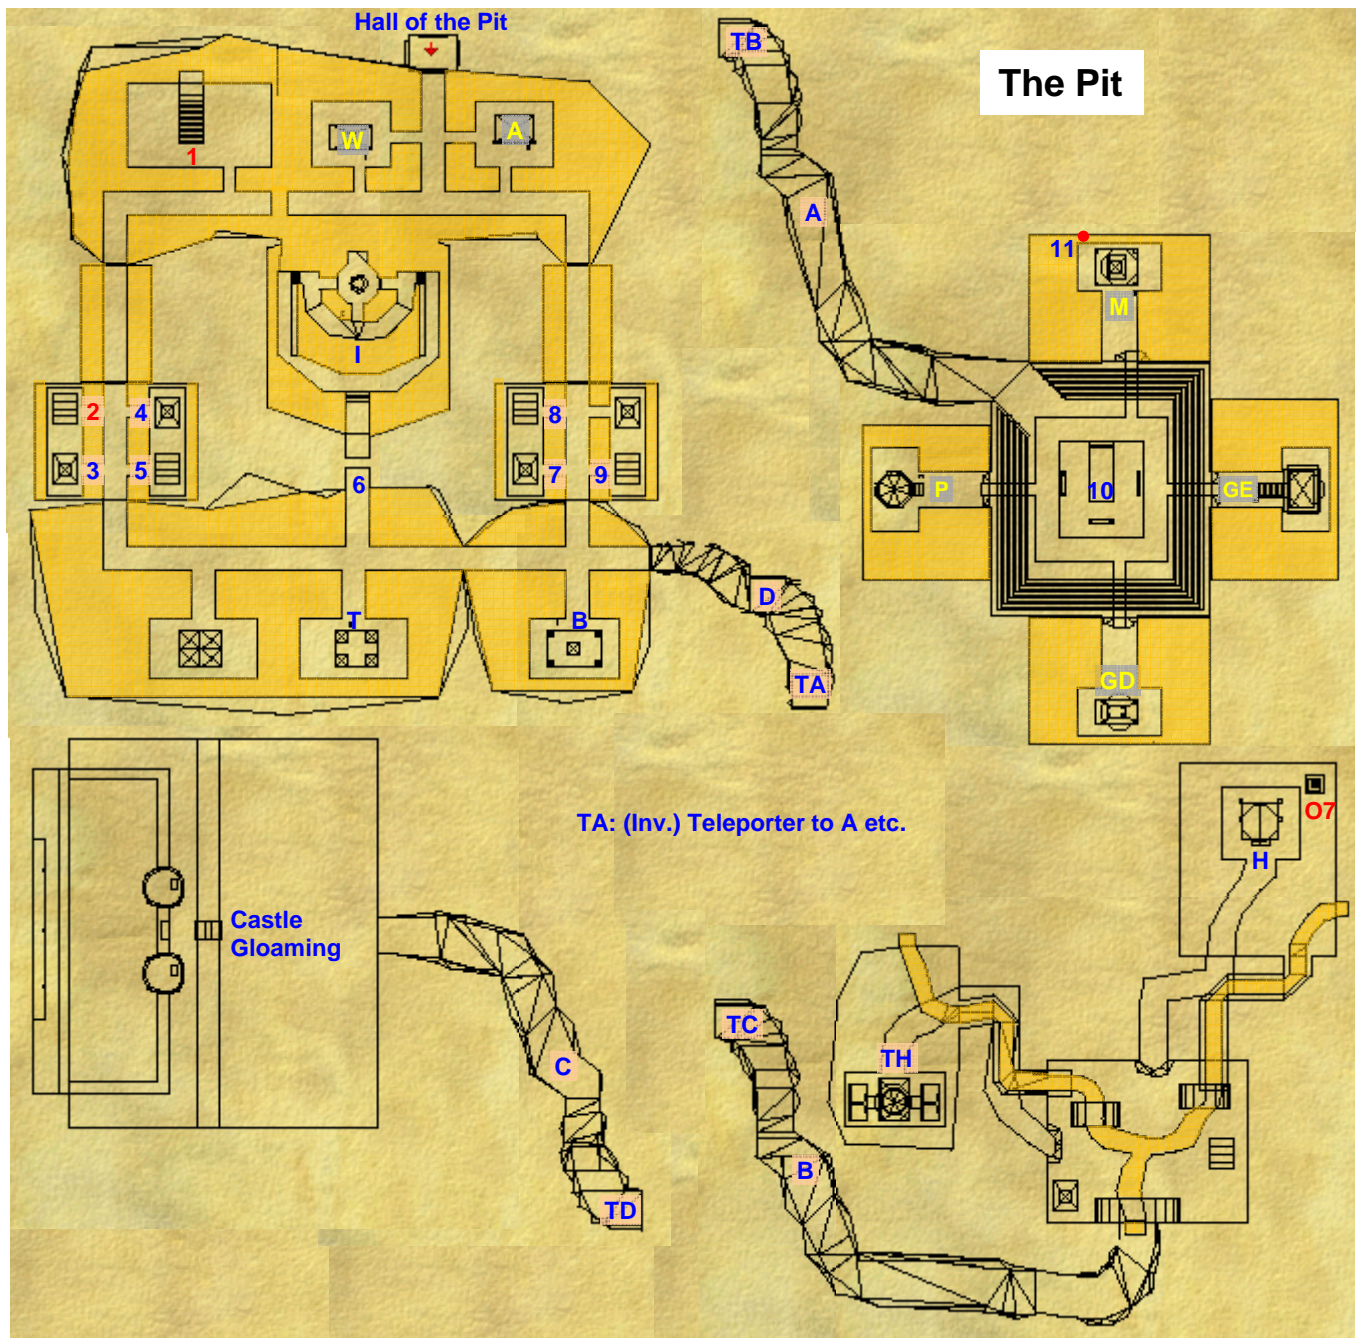 Hall of the Pit
TB
The Pit
W
A
1
A
11
M
I
2
4
8
3
5
7
9
6
P
10
GE
D
T
B
TA
GD
TA: (Inv.) Teleporter to A etc.
O7
H
Castle
Gloaming
TC
TH
C
B
TD